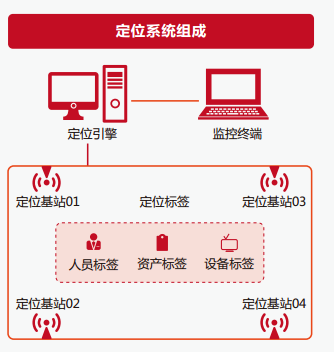 定位系统组成
定位引擎 监控终端
定位基站01 定位标签 定位基站03
人员标签 资产标签 设备标签
定位基站02 定位基站04